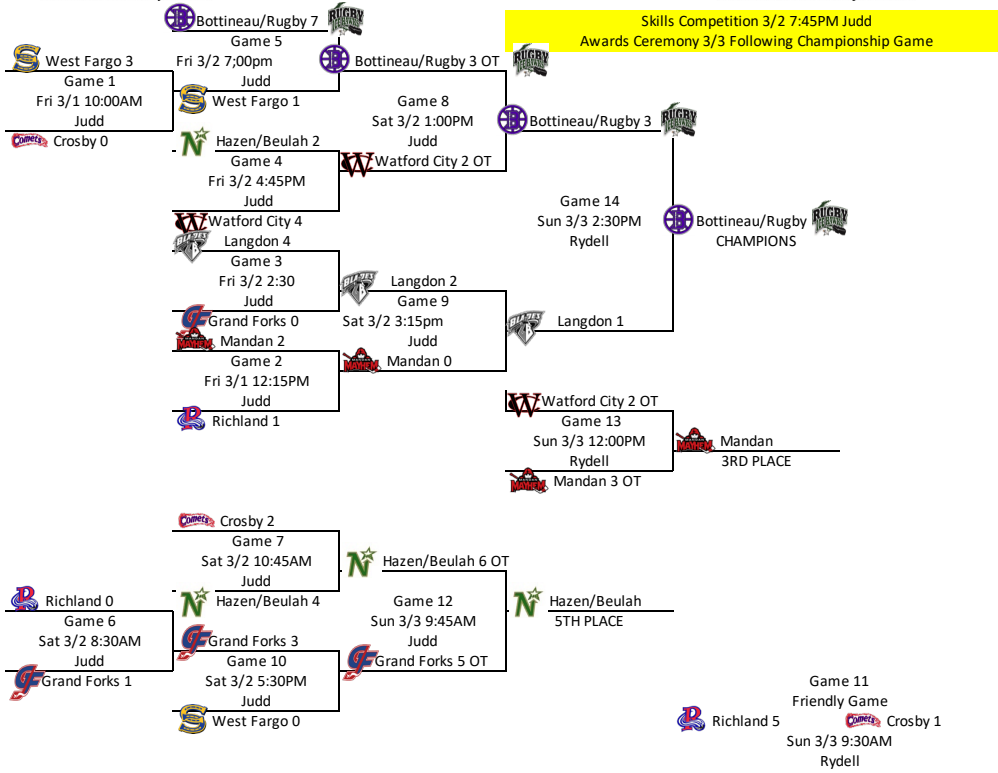 Skills Competition 3/2 7:45PM Judd
Awards Ceremony 3/3 Following Championship Game
Bottineau/Rugby 7
RUGBY
Game 5
West Fargo 3
Fri 3/2 7;00pm
Bottineau/Rugby 3 OT
RUGBY
Game 1
Judd
Fri 3/1 10:00AM
West Fargo 1
Game 8
Judd
Sat 3/2 1:00PM
Bottineau/Rugby 3
RUGBY
Comets Crosby 0
Hazen/Beulah 2
Judd
Game 4
Watford City 2 OT
Fri 3/2 4:45PM
Judd
Game 14
Watford City 4
Sun 3/3 2:30PM
Bottineau/Rugby
RUGBY
Langdon 4
Rydell
CHAMPIONS
Game 3
Fri 3/2 2:30
Langdon 2
Judd
Game 9
Grand Forks 0
Sat 3/2 3:15pm
Langdon 1
MAYHEM Mandan 2
Judd
Game 2
MAYHEM Mandan 0
Fri 3/1 12:15PM
Judd
Watford City 2 OT
Richland 1
Game 13
Sun 3/3 12:00PM
MAYHEM Mandan
Rydell
3RD PLACE
MAYHEM Mandan 3 OT
Comets Crosby 2
Game 7
Sat 3/2 10:45AM
Hazen/Beulah 6 OT
Judd
Richland 0
Hazen/Beulah 4
Game 12
Hazen/Beulah
Game 6
Sun 3/3 9:45AM
5TH PLACE
Sat 3/2 8:30AM
Grand Forks 3
Judd
Judd
Game 10
Grand Forks 5 OT
Grand Forks 1
Sat 3/2 5:30PM
Game 11
Judd
Friendly Game
West Fargo 0
Richland 5
Comets Crosby 1
Sun 3/3 9:30AM
Rydell